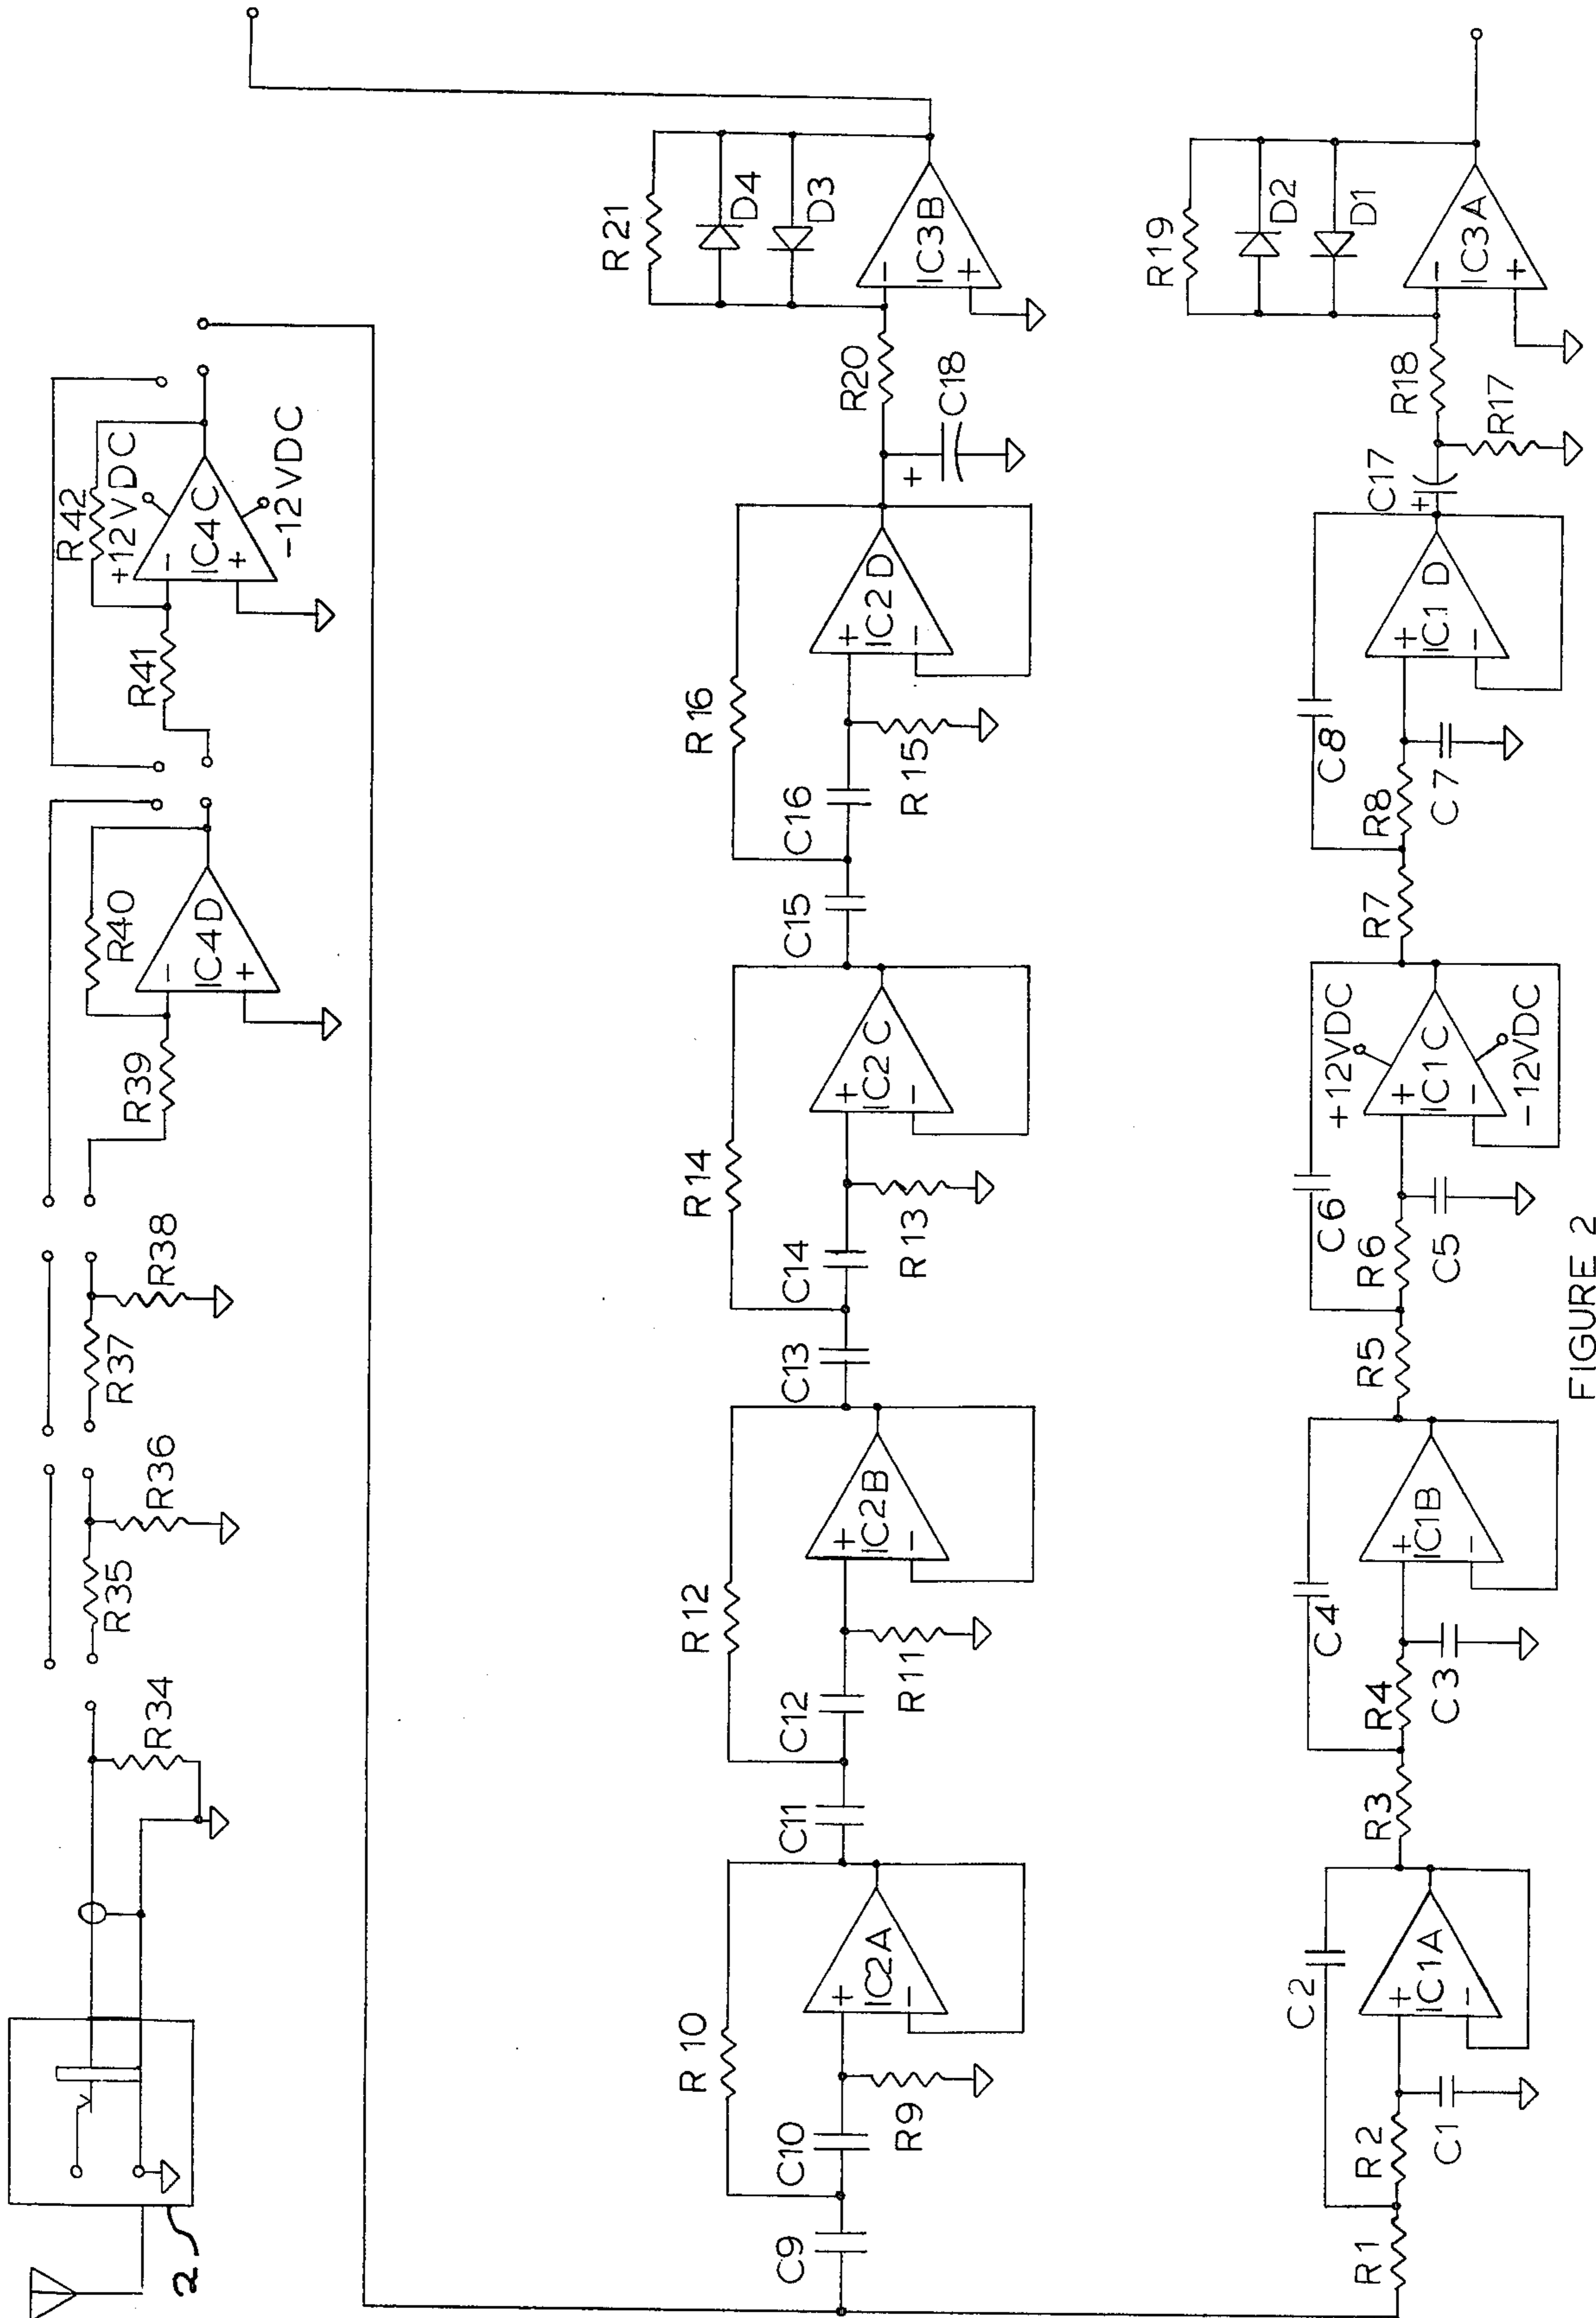 2
R34
R35
R36
R37
R38
R39
R40
IC4D
-
+
R41
R42
+12VDC
IC4C
-
+
-12VDC
C9
C10
R9
R10
IC2A
+
-
C11
C12
R11
R12
IC2B
+
-
C13
C14
R13
R14
IC2C
+
-
C15
C16
R15
R16
IC2D
+
-
+
C18
R20
R21
D4
D3
IC3B
-
+
R1
R2
C1
C2
IC1A
+
-
R3
R4
C3
C4
IC1B
+
-
R5
R6
C5
C6
+12VDC
IC1C
+
-
-12VDC
R7
R8
C7
C8
IC1D
+
-
+
C17
R17
R18
R19
D2
D1
IC3A
-
+
FIGURE 2